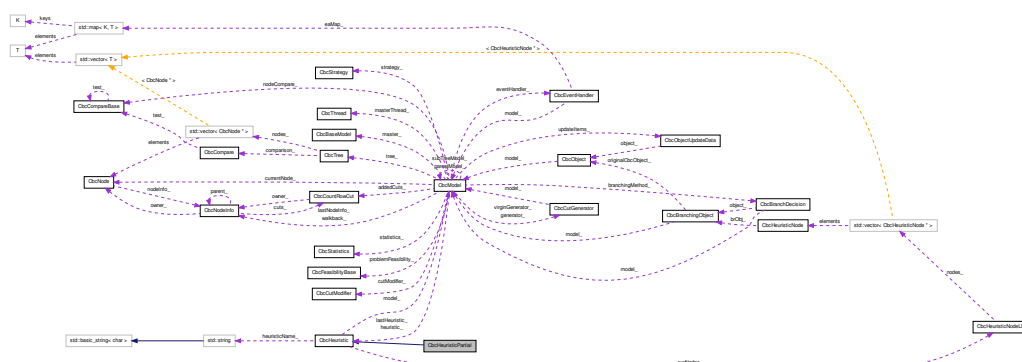 K
keys
std::map< K, T >
eaMap_
T
elements
elements
std::vector< T >
< CbcHeuristicNode * >
< CbcNode * >
CbcStrategy
strategy_
nodeCompare_
test_
CbcCompareBase
eventHandler_
CbcEventHandler
model_
test_
CbcThread
masterThread_
std::vector< CbcNode * >
nodes_
CbcBaseModel
master_
updateItems_
CbcObjectUpdateData
object_
elements
CbcCompare
comparison_
CbcTree
tree_
model_
CbcObject
originalCbcObject_
CbcNode
currentNode_
CbcModel
branchingMethod_
nodeInfo_
parent_
owner_
CbcCountRowCut
addedCuts_
model_
owner_
CbcNodeInfo
cuts_
lastNodeInfo_
walkback_
virginGenerator_
generator_
CbcCutGenerator
CbcBranchingObject
object_
CbcBranchDecision
brObj_
CbcHeuristicNode
elements
std::vector< CbcHeuristicNode * >
model_
CbcStatistics
statistics_
CbcFeasibilityBase
problemFeasibility_
model_
nodes_
CbcCutModifier
cutModifier_
model_
lastHeuristic_
heuristic_
std::basic_string< char >
std::string
heuristicName_
CbcHeuristic
CbcHeuristicPartial